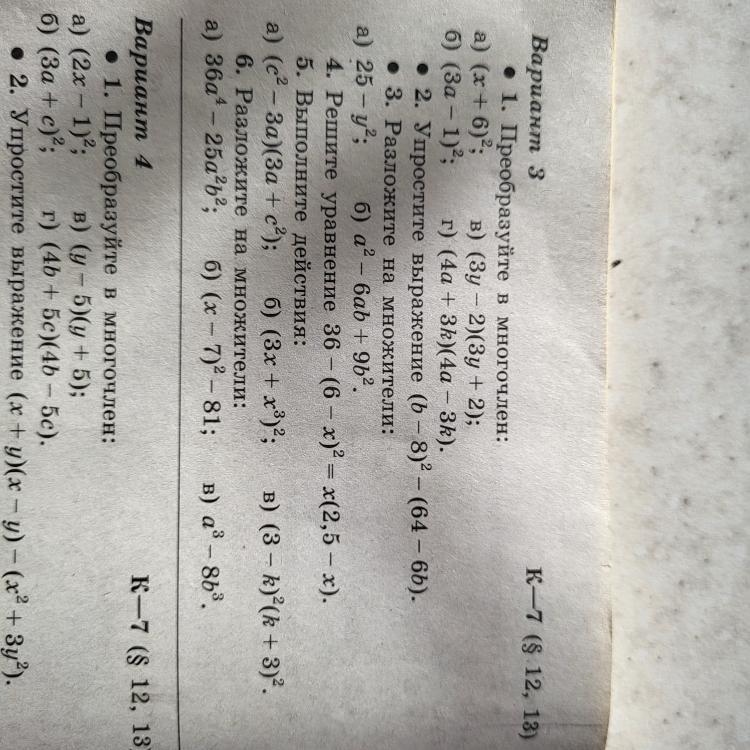 Вариант 3 К—7 (§ 12, 13)
• 1. Преобразуйте в многочлен:
а) (x + 6)²; в) (3y – 2)(3y + 2);
б) (3a – 1)²; г) (4a + 3k)(4a – 3k).
• 2. Упростите выражение (b – 8)² – (64 – 6b).
• 3. Разложите на множители:
а) 25 – y²; б) a² – 6ab + 9b².
4. Решите уравнение 36 – (6 – x)² = x(2,5 – x).
5. Выполните действия:
а) (c² – 3a)(3a + c²); б) (3x + x³)²; в) (3 – k)²(k + 3)².
6. Разложите на множители:
а) 36a⁴ – 25a²b²; б) (x – 7)² – 81; в) a³ – 8b³.
Вариант 4 К—7 (§ 12, 13)
• 1. Преобразуйте в многочлен:
а) (2x – 1)²; в) (y – 5)(y + 5);
б) (3a + c)²; г) (4b + 5c)(4b – 5c).
• 2. Упростите выражение (x + y)(x – y) – (x² + 3y²).